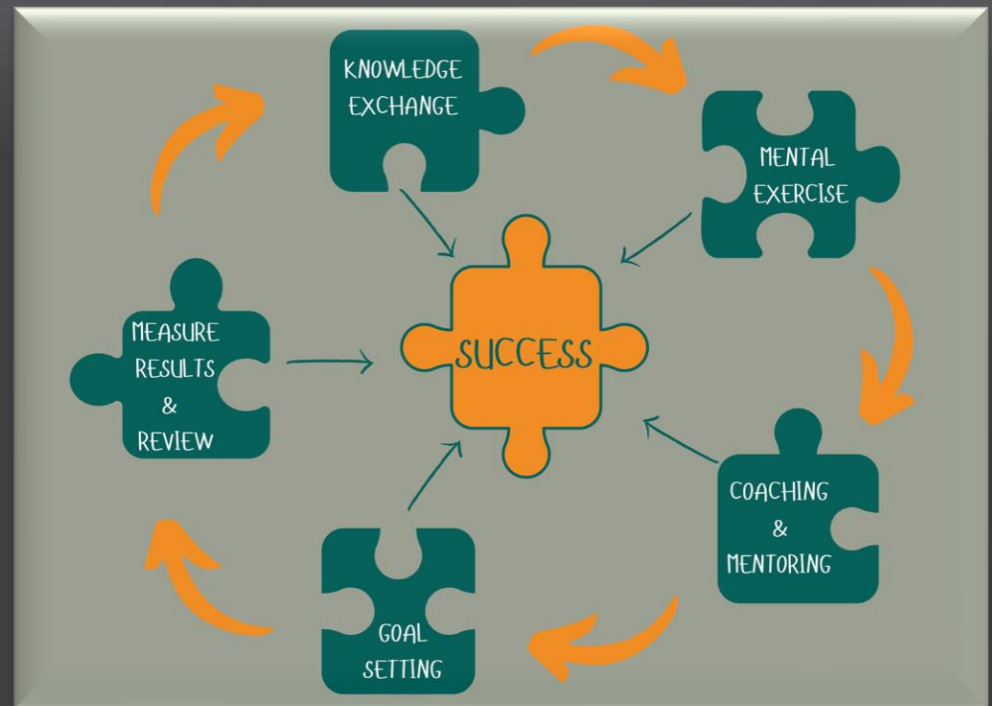 KNOWLEDGE
EXCHANGE
MENTAL
EXERCISE
SUCCESS
MEASURE
RESULTS
&
REVIEW
COACHING
&
MENTORING
GOAL
SETTING